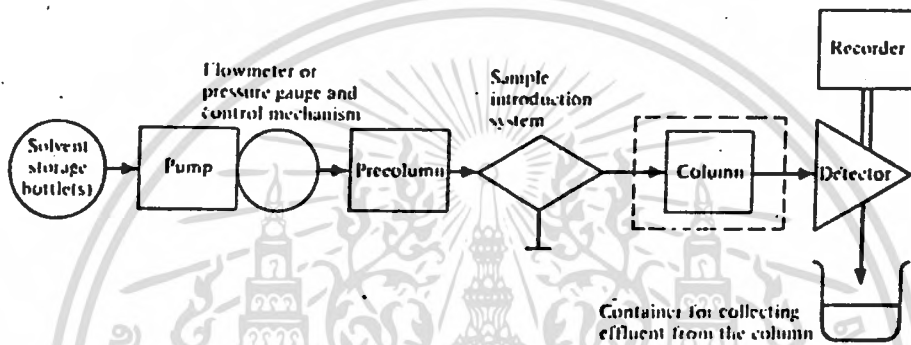 Recorder
Flowmeter or
pressure gauge and
control mechanism
Sample
introduction
system
Solvent
storage
bottle(s)
Pump
Precolumn
Column
Detector
Container for collecting
effluent from the column